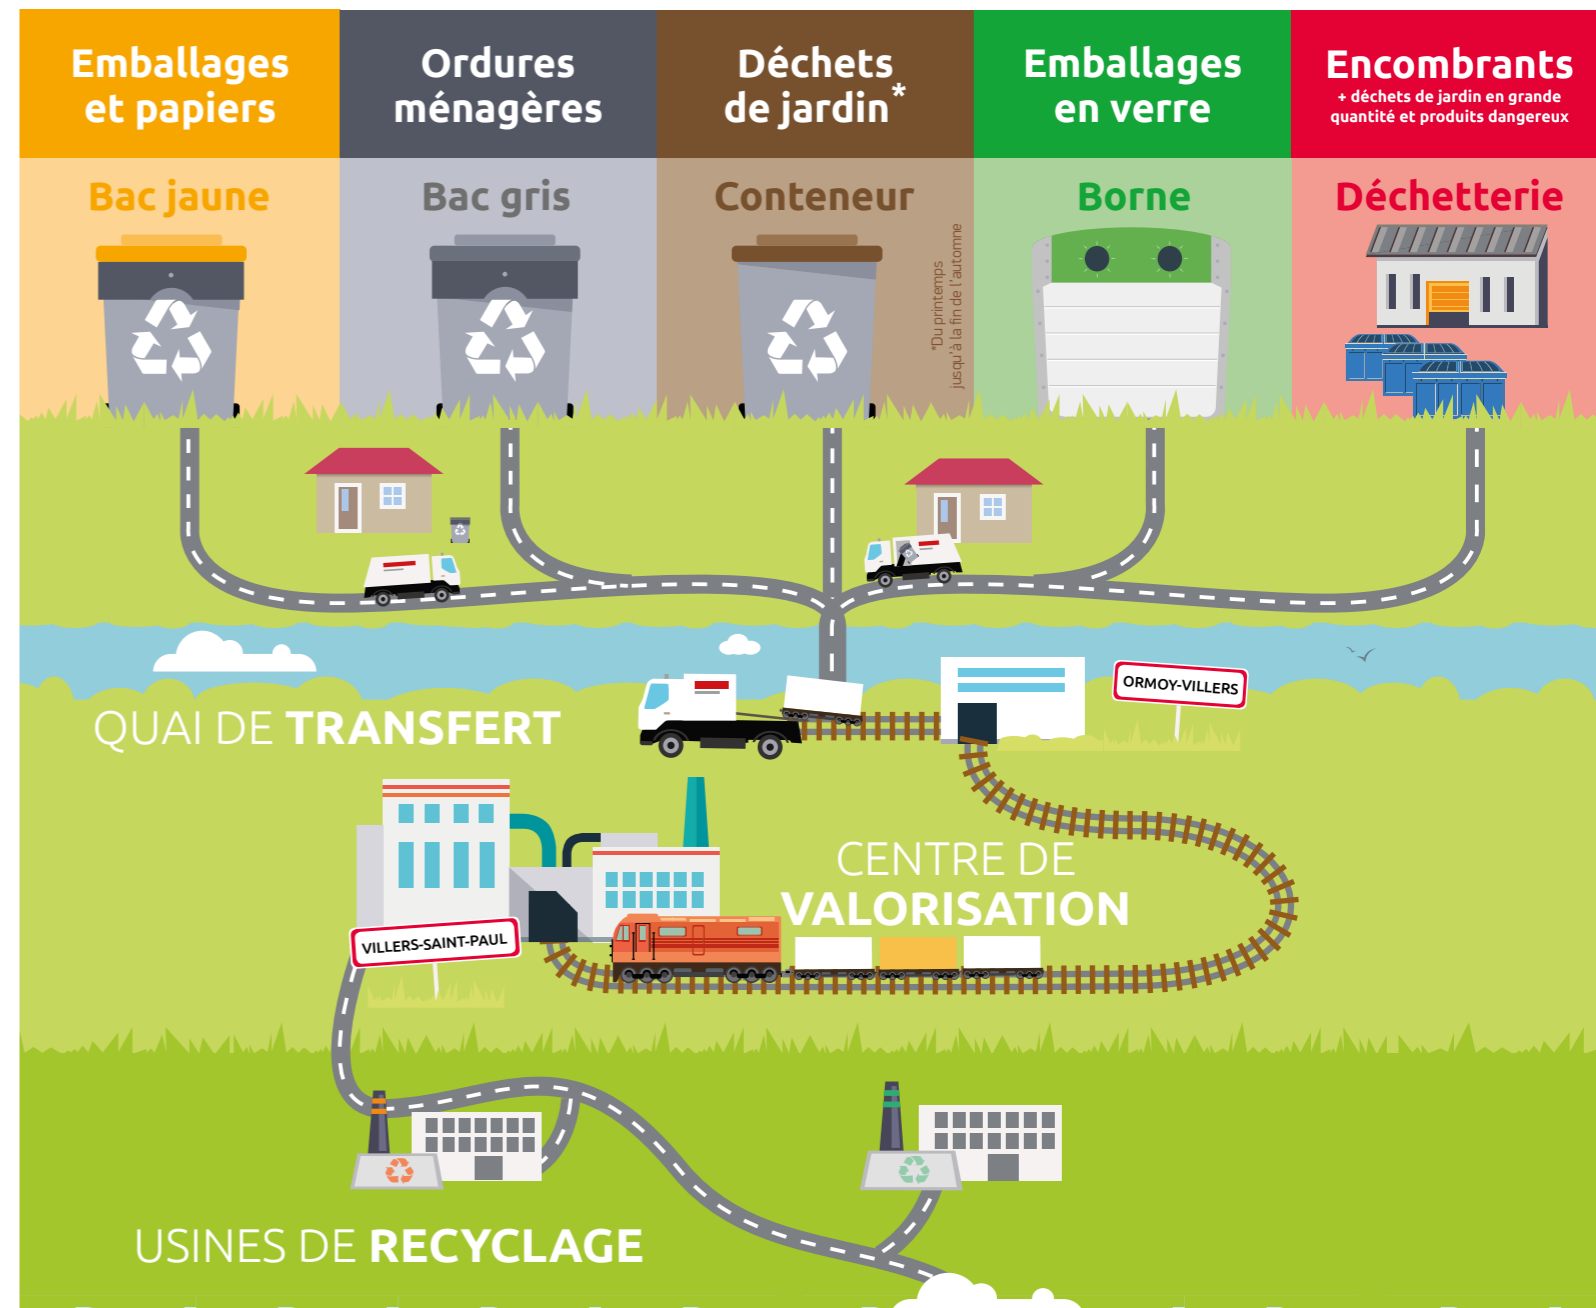 Emballages
et papiers
Bac jaune
Ordures
ménagères
Bac gris
Déchets
de jardin*
Conteneur
*Du printemps
jusqu'à la fin de l'automne
Emballages
en verre
Borne
Encombrants
+ déchets de jardin en grande
quantité et produits dangereux
Déchetterie
ORMOY-VILLERS
QUAI DE TRANSFERT
CENTRE DE
VALORISATION
VILLERS-SAINT-PAUL
USINES DE RECYCLAGE